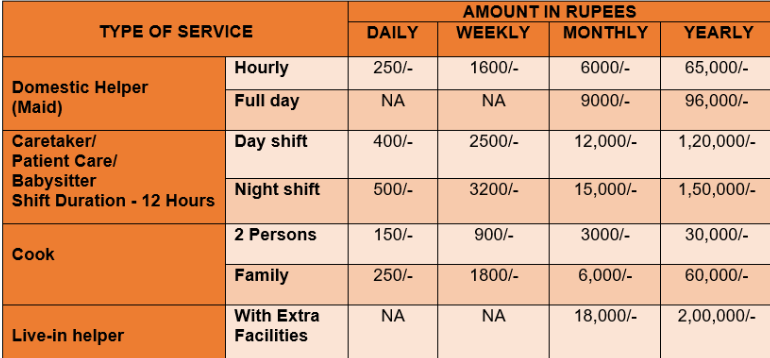 TYPE OF SERVICE
AMOUNT IN RUPEES
DAILY WEEKLY MONTHLY YEARLY
Domestic Helper
(Maid)
Hourly 250/- 1600/- 6000/- 65,000/-
Full day NA NA 9000/- 96,000/-
Caretaker/
Patient Care/
Babysitter
Shift Duration - 12 Hours
Day shift 400/- 2500/- 12,000/- 1,20,000/-
Night shift 500/- 3200/- 15,000/- 1,50,000/-
Cook
2 Persons 150/- 900/- 3000/- 30,000/-
Family 250/- 1800/- 6,000/- 60,000/-
Live-in helper
With Extra
Facilities
NA NA 18,000/- 2,00,000/-